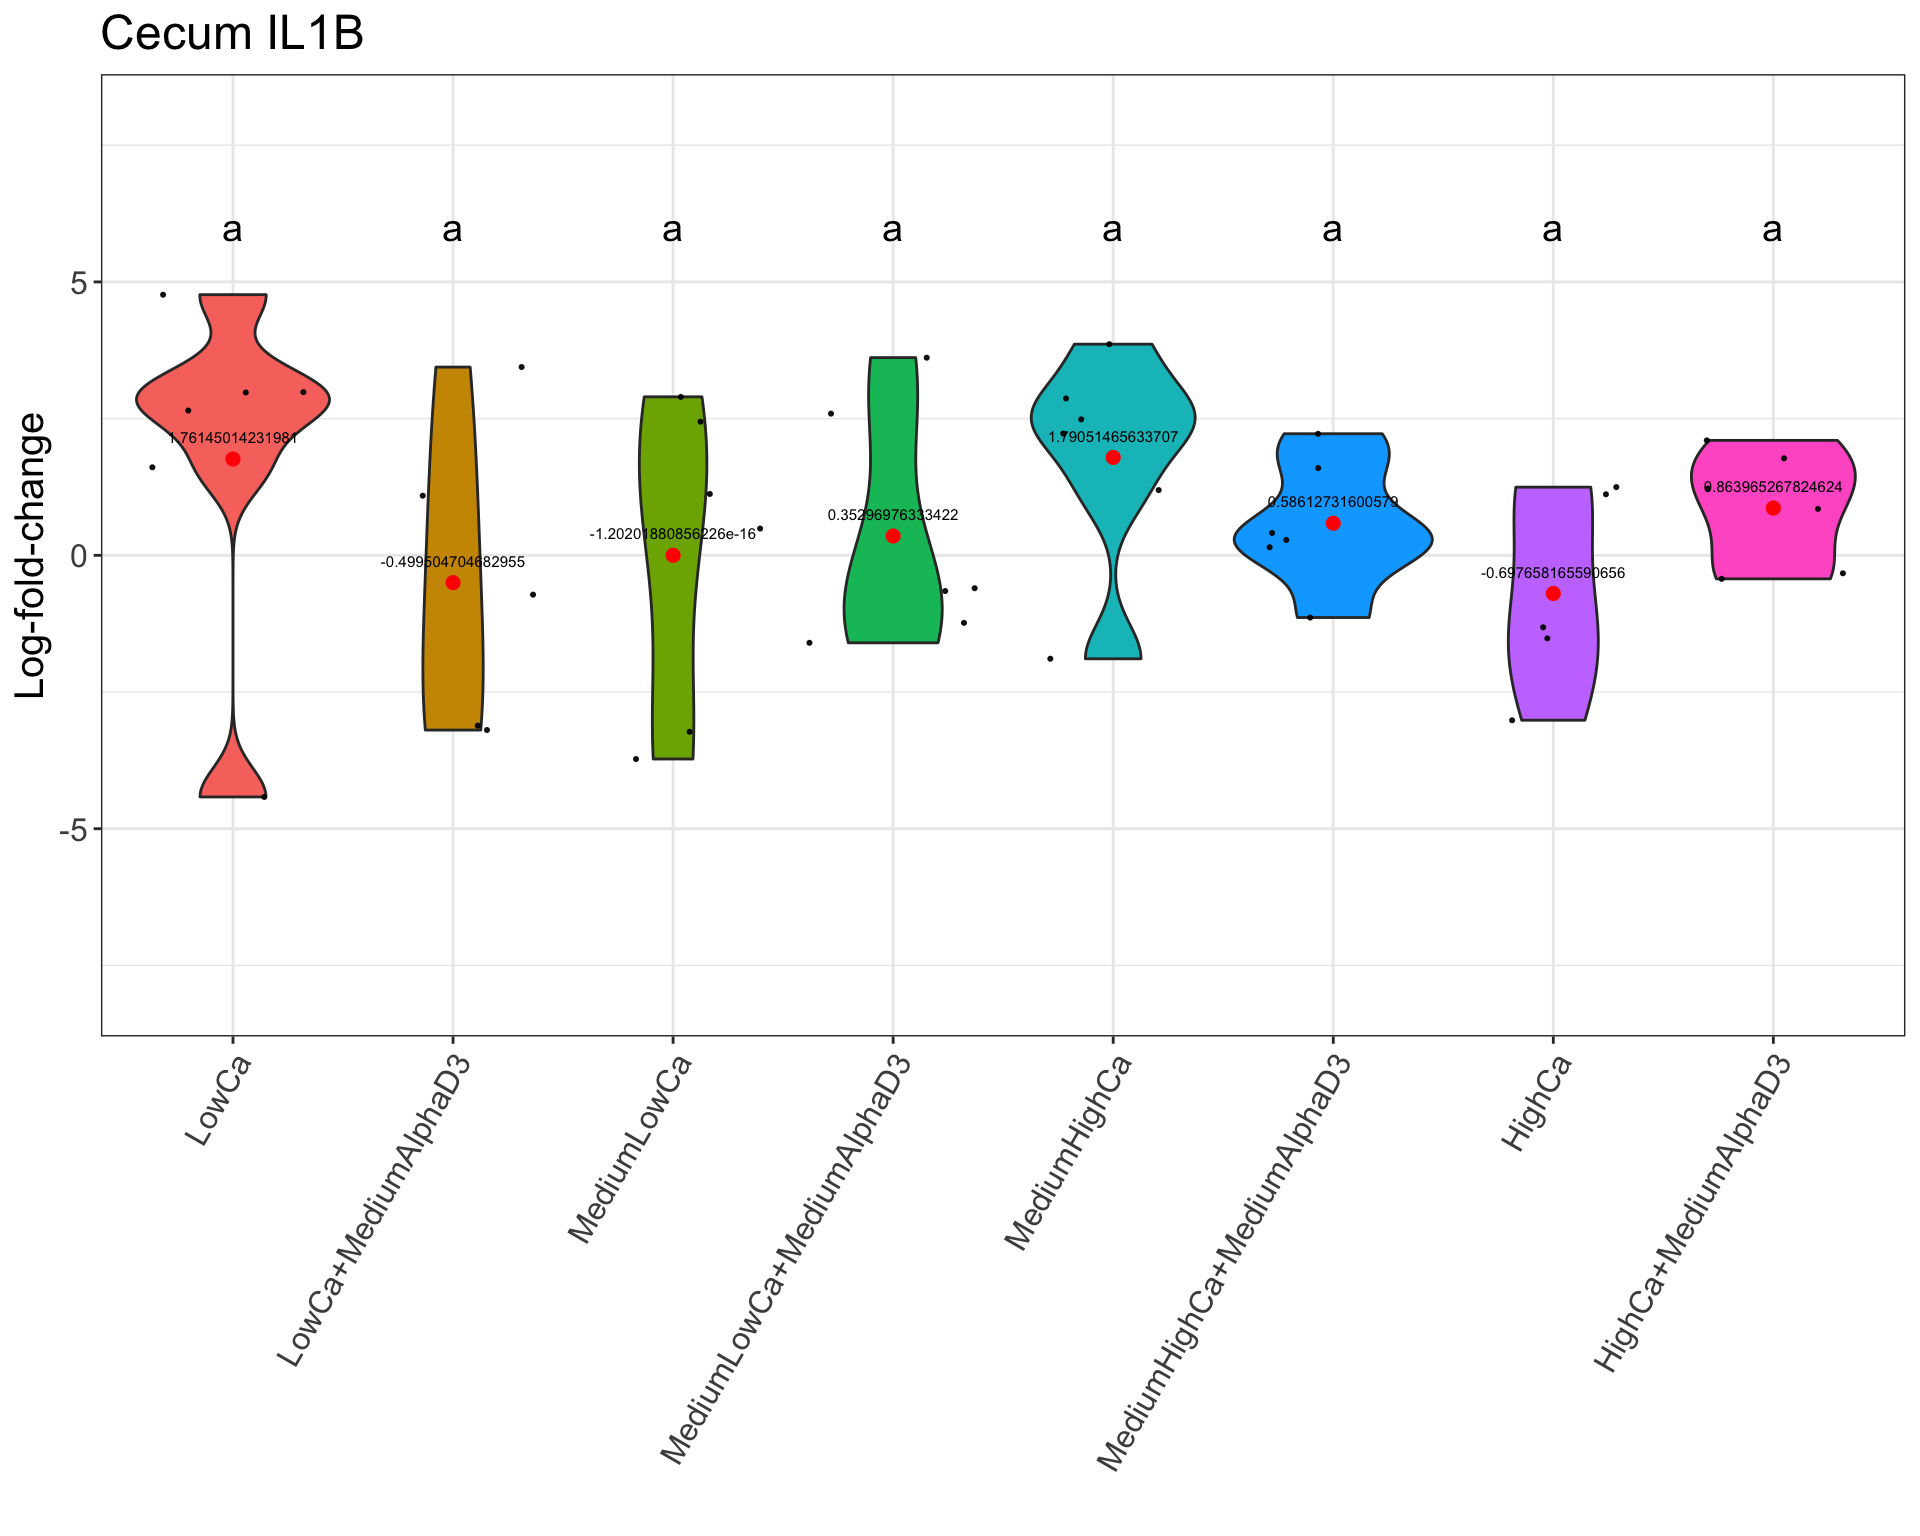 Cecum IL1B
Log-fold-change
5
0
-5
a a a a a a a a
1.76145014231981
-0.499504704682955
-1.20201880856226e-16
0.35296976333422
1.79051465633707
0.58612731600579
-0.697658165590656
0.863965267824624
LowCa
LowCa+MediumAlphaD3
MediumLowCa
MediumLowCa+MediumAlphaD3
MediumHighCa
MediumHighCa+MediumAlphaD3
HighCa
HighCa+MediumAlphaD3